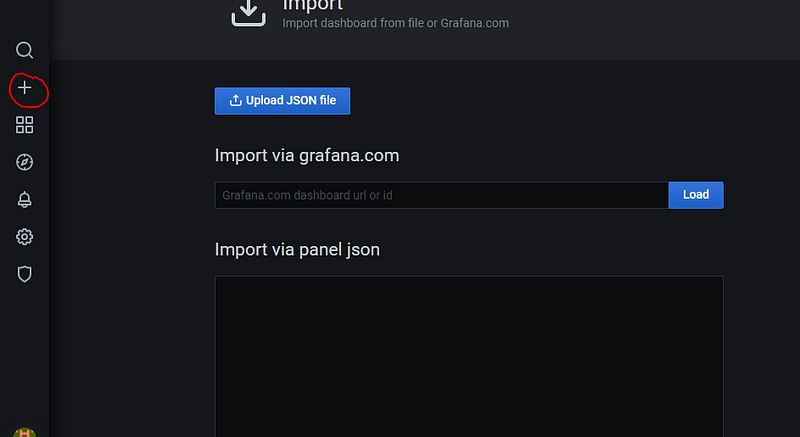 Import
Import dashboard from file or Grafana.com
Upload JSON file
Import via grafana.com
Grafana.com dashboard url or id
Load
Import via panel json